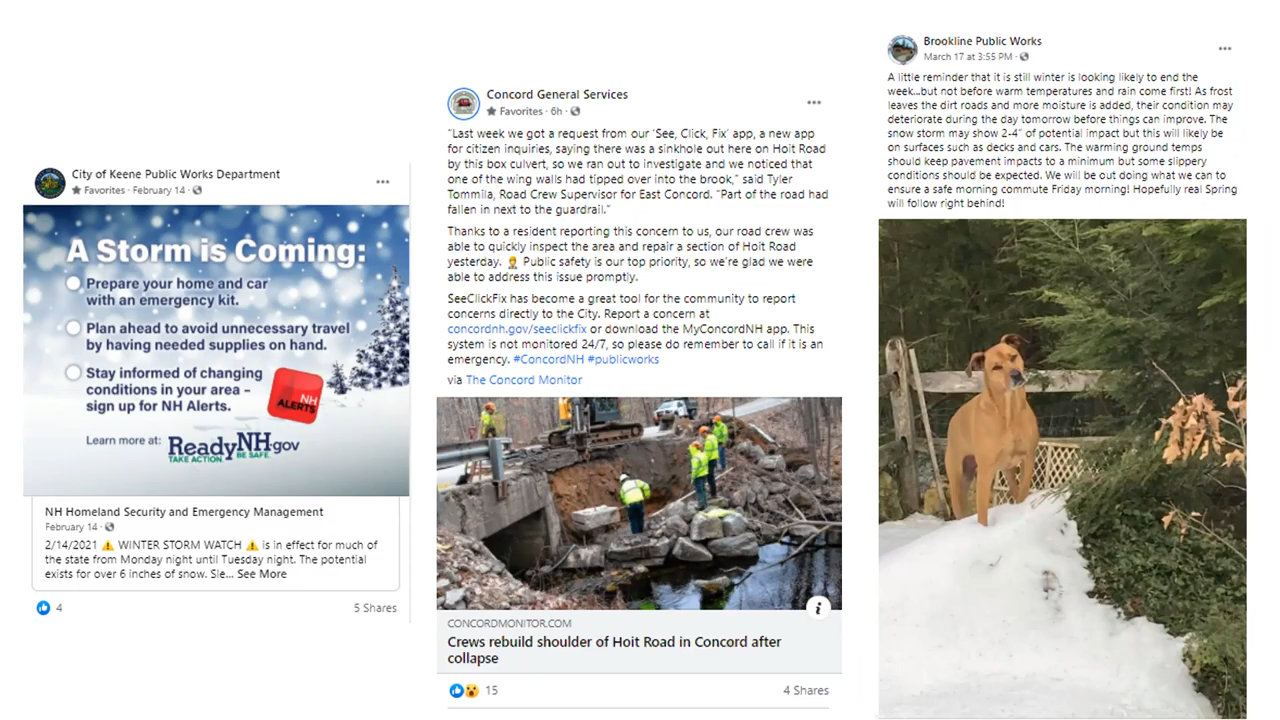 City of Keene Public Works Department
Favorites · February 14 ·
A Storm is Coming:
Prepare your home and car
with an emergency kit.
Plan ahead to avoid unnecessary travel
by having needed supplies on hand.
Stay informed of changing
conditions in your area –
sign up for NH Alerts.
NH
ALERTS
Learn more at:
ReadyNH.gov
TAKE ACTION. BE SAFE.
NH Homeland Security and Emergency Management
February 14 ·
2/14/2021 ⚠️ WINTER STORM WATCH ⚠️ is in effect for much of
the state from Monday night until Tuesday night. The potential
exists for over 6 inches of snow. Sle... See More
4
5 Shares
Concord General Services
Favorites · 6h ·
"Last week we got a request from our 'See, Click, Fix' app, a new app
for citizen inquiries, saying there was a sinkhole out here on Hoit Road
by this box culvert, so we ran out to investigate and we noticed that
one of the wing walls had tipped over into the brook," said Tyler
Tommila, Road Crew Supervisor for East Concord. "Part of the road had
fallen in next to the guardrail."
Thanks to a resident reporting this concern to us, our road crew was
able to quickly inspect the area and repair a section of Hoit Road
yesterday. 👷 Public safety is our top priority, so we're glad we were
able to address this issue promptly.
SeeClickFix has become a great tool for the community to report
concerns directly to the City. Report a concern at
concordnh.gov/seeclickfix or download the MyConcordNH app. This
system is not monitored 24/7, so please do remember to call if it is an
emergency. #ConcordNH #publicworks
via The Concord Monitor
CONCORDMONITOR.COM
Crews rebuild shoulder of Hoit Road in Concord after
collapse
15
4 Shares
Brookline Public Works
March 17 at 3:55 PM ·
A little reminder that it is still winter is looking likely to end the
week...but not before warm temperatures and rain come first! As frost
leaves the dirt roads and more moisture is added, their condition may
deteriorate during the day tomorrow before things can improve. The
snow storm may show 2-4" of potential impact but this will likely be
on surfaces such as decks and cars. The warming ground temps
should keep pavement impacts to a minimum but some slippery
conditions should be expected. We will be out doing what we can to
ensure a safe morning commute Friday morning! Hopefully real Spring
will follow right behind!